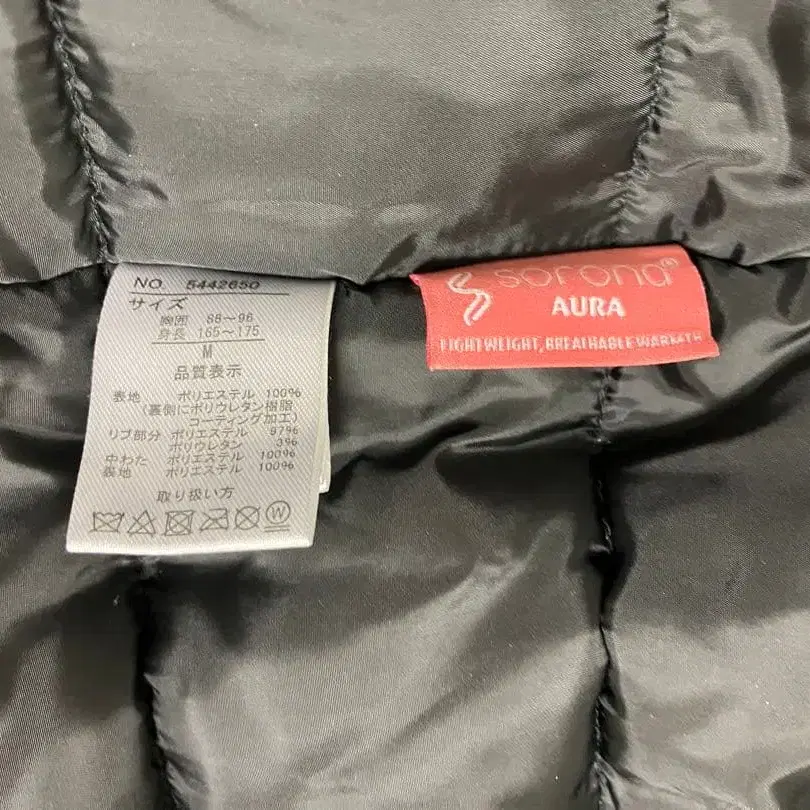 NO. 5442650
サイズ
胸囲 88～96
身長 165～175
M
品質表示
表地 ポリエステル 100%
(裏側にポリウレタン樹脂
コーティング加工)
リブ部分 ポリエステル 97%
ポリウレタン 3%
中わた ポリエステル 100%
裏地 ポリエステル 100%
取り扱い方
W
sorona®
AURA
LIGHTWEIGHT, BREATHABLE WARMTH